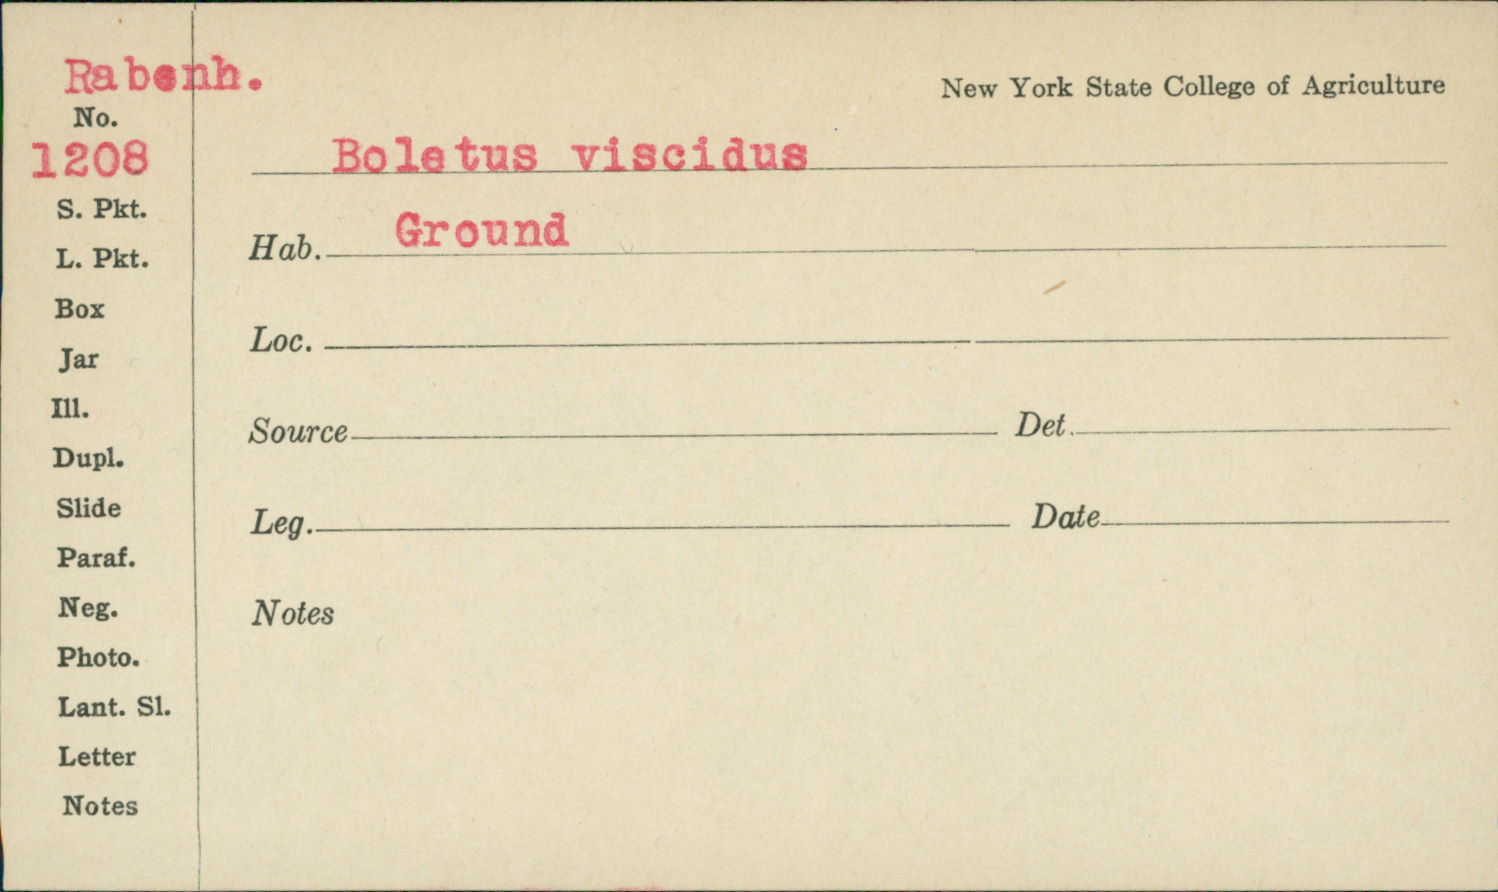 Rabenh.
New York State College of Agriculture
No.
1208
Boletus viscidus
S. Pkt.
Hab. Ground
L. Pkt.
Box
Loc.
Jar
Ill.
Source Det.
Dupl.
Slide
Leg. Date
Paraf.
Neg.
Notes
Photo.
Lant. Sl.
Letter
Notes